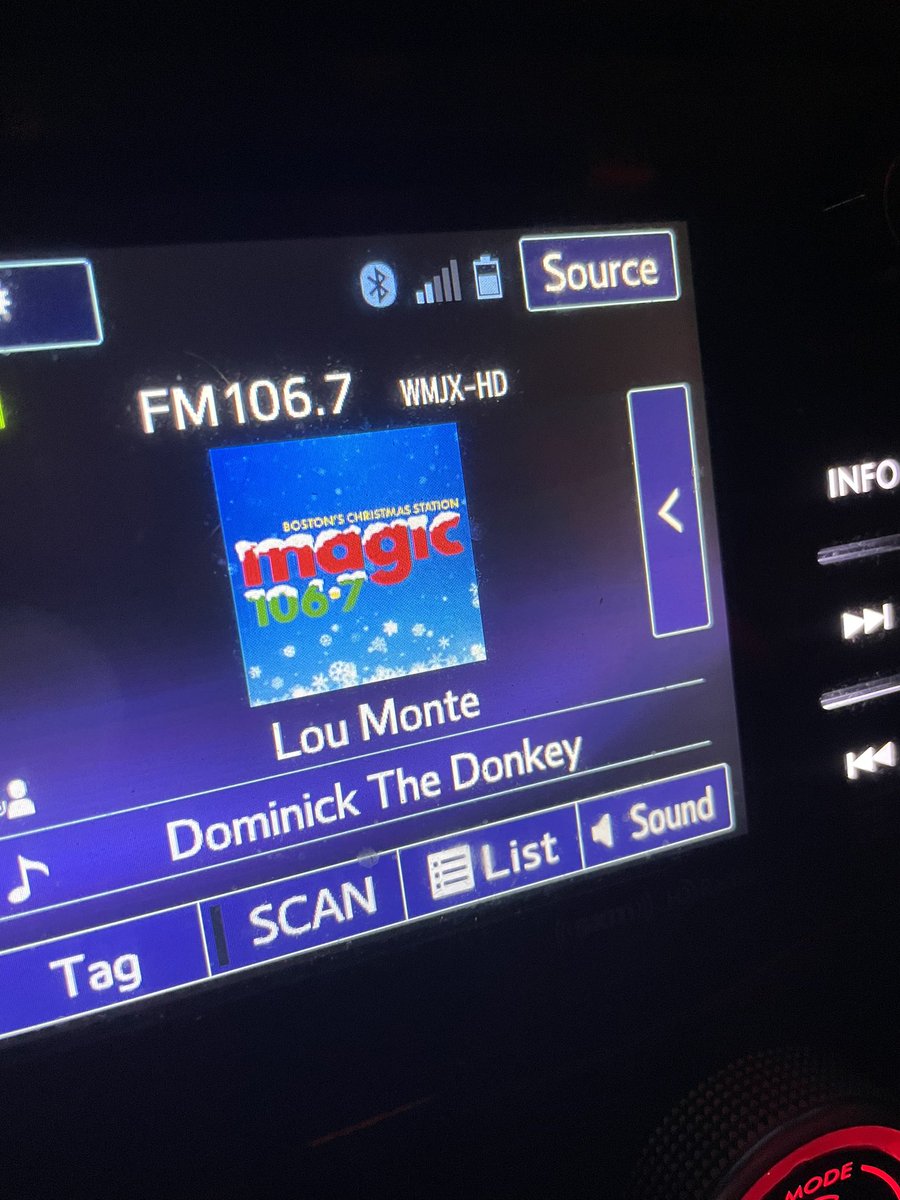 Source
FM106.7 WMJX-HD
BOSTON'S CHRISTMAS STATION
magic
106.7
INFO
Lou Monte
Dominick The Donkey
Tag
SCAN
List
Sound
MODE